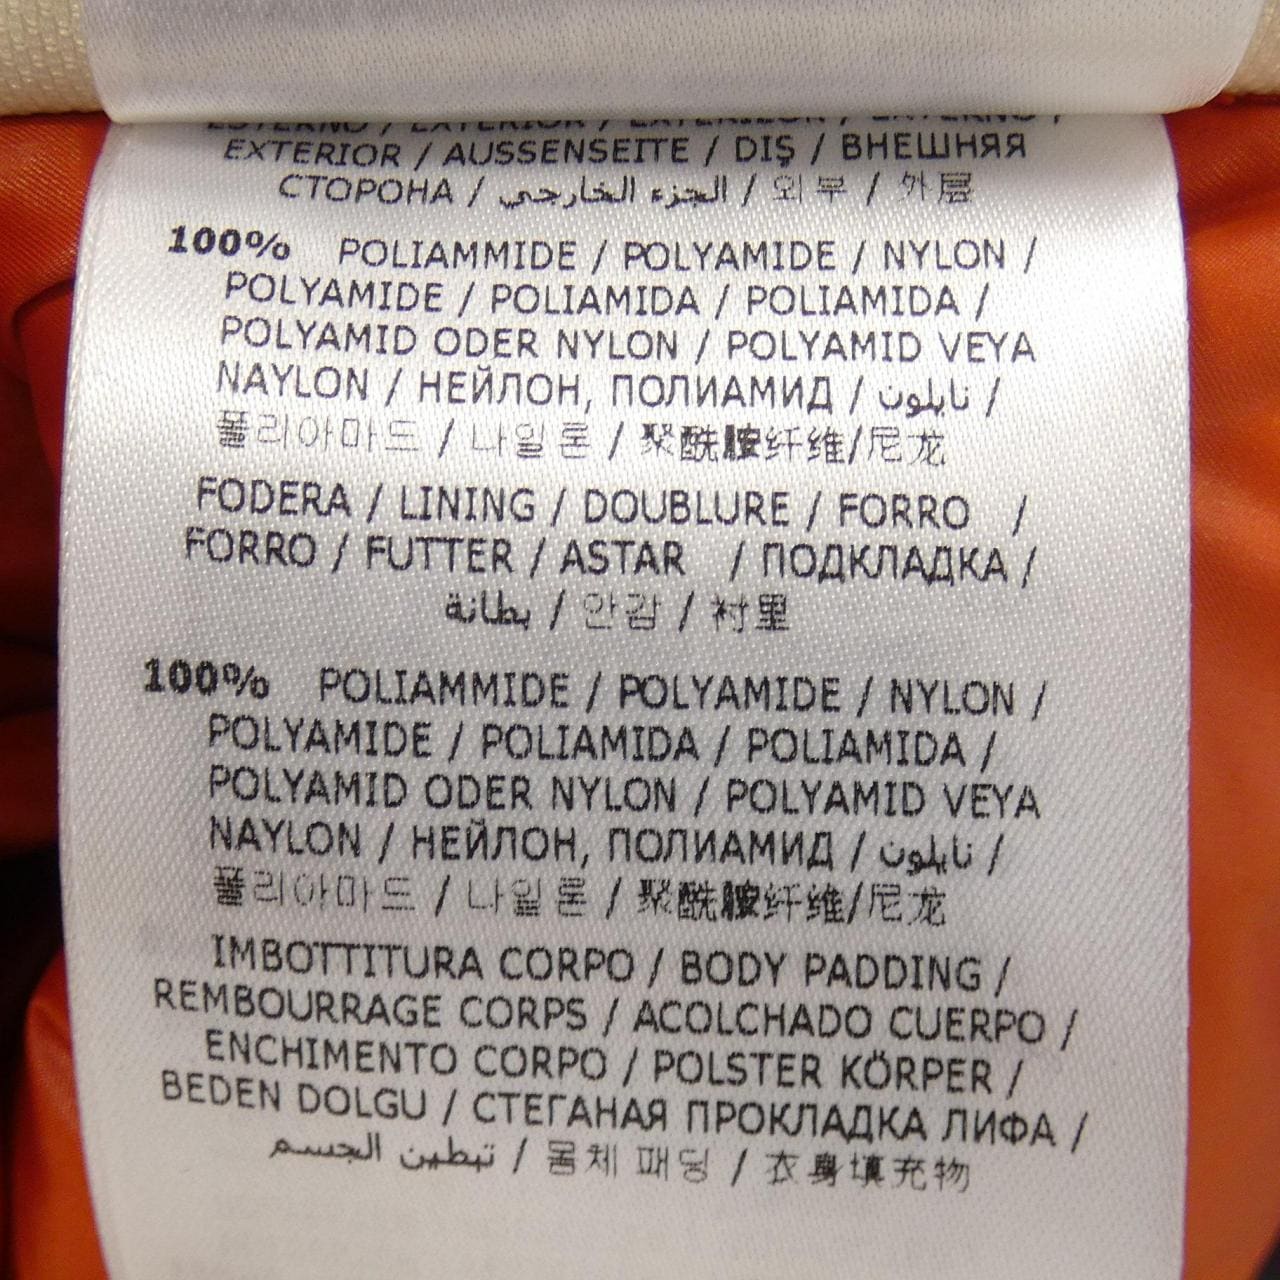 ESTERNO / EXTERIOR / EXTÉRIEUR / EXTERNO /
EXTERIOR / AUSSENSEITE / DIŞ / ВНЕШНЯЯ
СТОРОНА / الجزء الخارجي / 외부 / 外层
100% POLIAMMIDE / POLYAMIDE / NYLON /
POLYAMIDE / POLIAMIDA / POLIAMIDA /
POLYAMID ODER NYLON / POLYAMID VEYA
NAYLON / НЕЙЛОН, ПОЛИАМИД / نايلون /
폴리아마드 / 나일론 / 聚酰胺纤维/尼龙
FODERA / LINING / DOUBLURE / FORRO /
FORRO / FUTTER / ASTAR / ПОДКЛАДКА /
بطانة / 안감 / 衬里
100% POLIAMMIDE / POLYAMIDE / NYLON /
POLYAMIDE / POLIAMIDA / POLIAMIDA /
POLYAMID ODER NYLON / POLYAMID VEYA
NAYLON / НЕЙЛОН, ПОЛИАМИД / نايلون /
폴리아마드 / 나일론 / 聚酰胺纤维/尼龙
IMBOTTITURA CORPO / BODY PADDING /
REMBOURRAGE CORPS / ACOLCHADO CUERPO /
ENCHIMENTO CORPO / POLSTER KÖRPER /
BEDEN DOLGU / СТЕГАНАЯ ПРОКЛАДКА ЛИФА /
تبطين الجسم / 몸체 패딩 / 衣身填充物